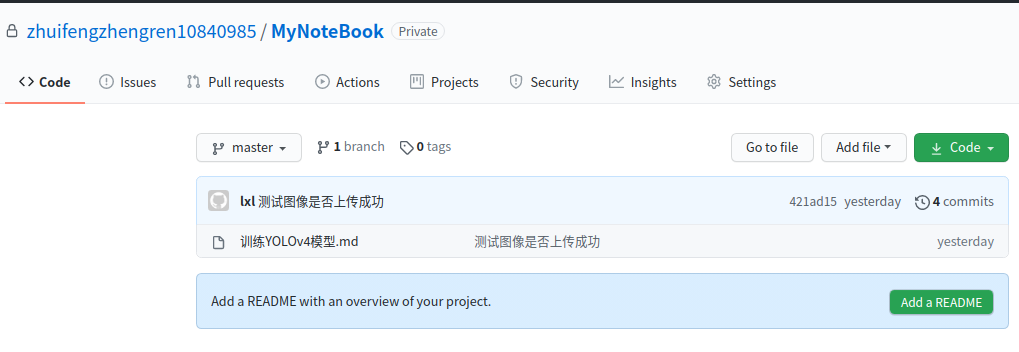 zhuifengzhengren10840985 / MyNoteBook Private
Code Issues Pull requests Actions Projects Security Insights Settings
master 1 branch 0 tags Go to file Add file Code
lxl 测试图像是否上传成功 421ad15 yesterday 4 commits
训练YOLOv4模型.md 测试图像是否上传成功 yesterday
Add a README with an overview of your project. Add a README